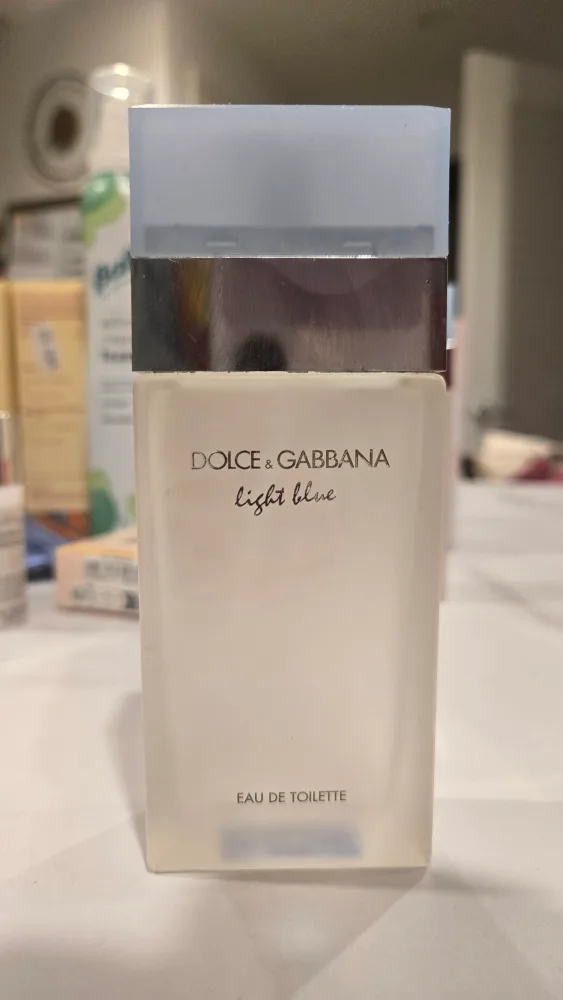 DOLCE & GABBANA
light blue
EAU DE TOILETTE